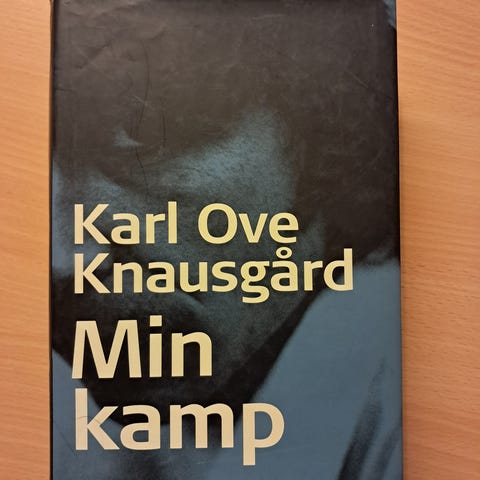 Karl Ove
Knausgård
Min
kamp